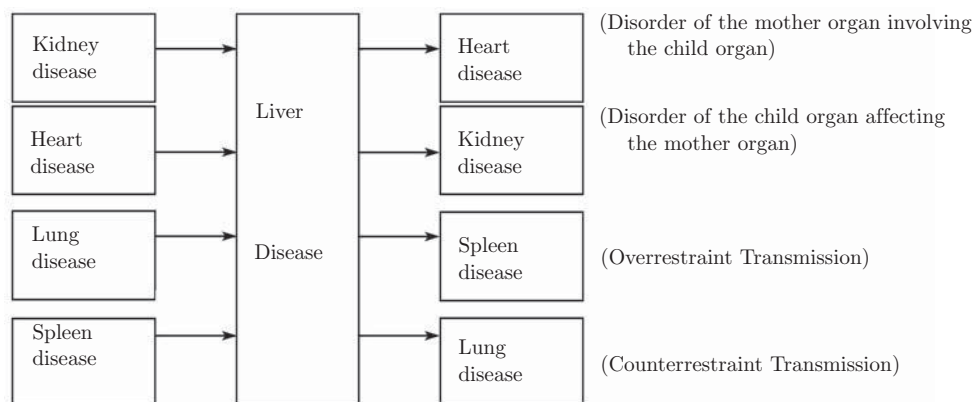 Kidney
disease
Heart
disease
(Disorder of the mother organ involving
the child organ)
Liver
Heart
disease
Kidney
disease
(Disorder of the child organ affecting
the mother organ)
Lung
disease
Disease
Spleen
disease
(Overrestraint Transmission)
Spleen
disease
Lung
disease
(Counterrestraint Transmission)